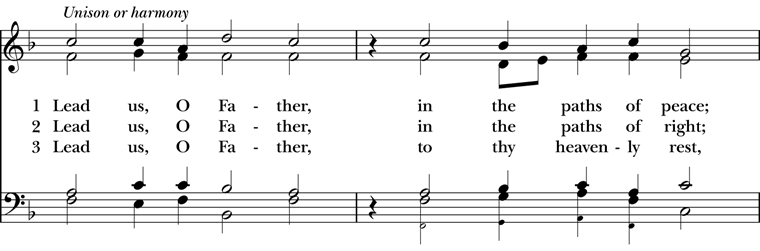 Unison or harmony
1 Lead us, O Fa - ther, in the paths of peace;
2 Lead us, O Fa - ther, in the paths of right;
3 Lead us, O Fa - ther, to thy heaven - ly rest,